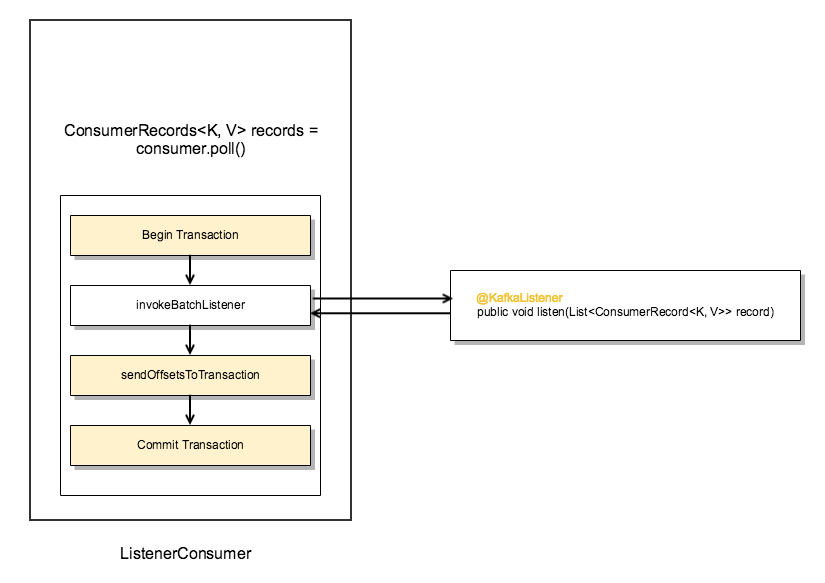 ConsumerRecords<K, V> records =
consumer.poll()
Begin Transaction
invokeBatchListener
@KafkaListener
public void listen(List<ConsumerRecord<K, V>> record)
sendOffsetsToTransaction
Commit Transaction
ListenerConsumer